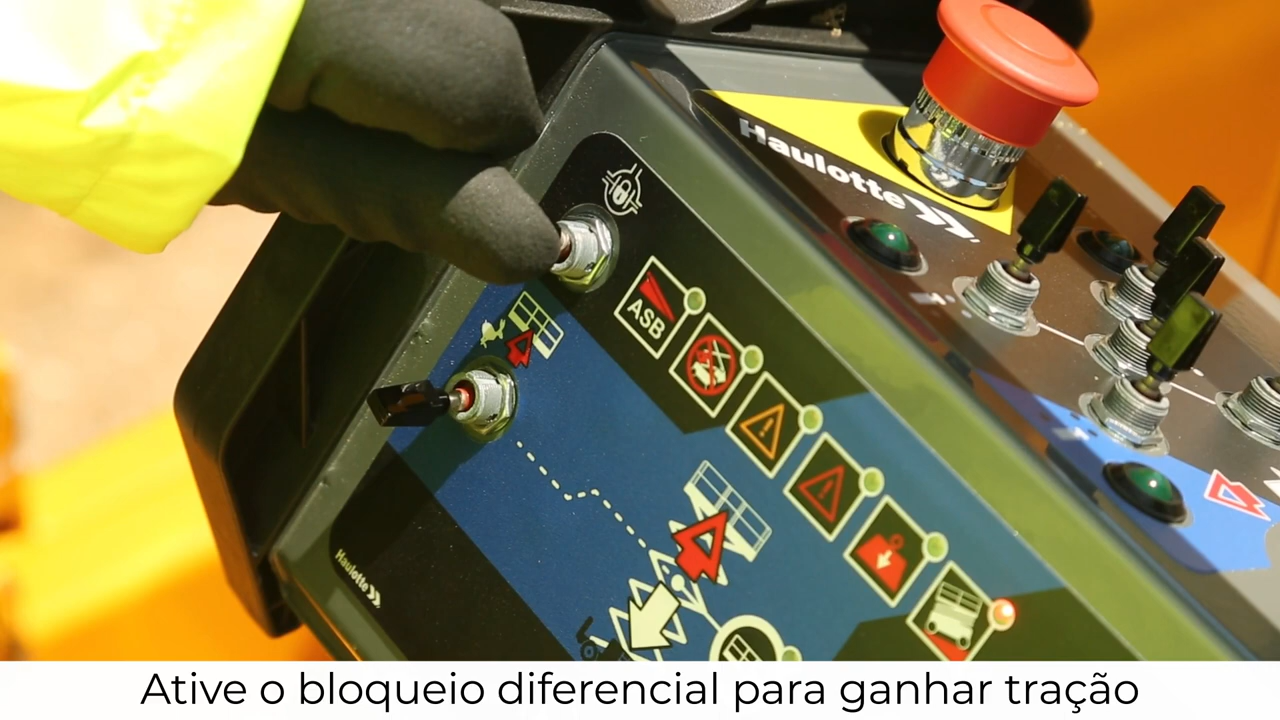 Haulotte
ASB
Haulotte
Ative o bloqueio diferencial para ganhar tração